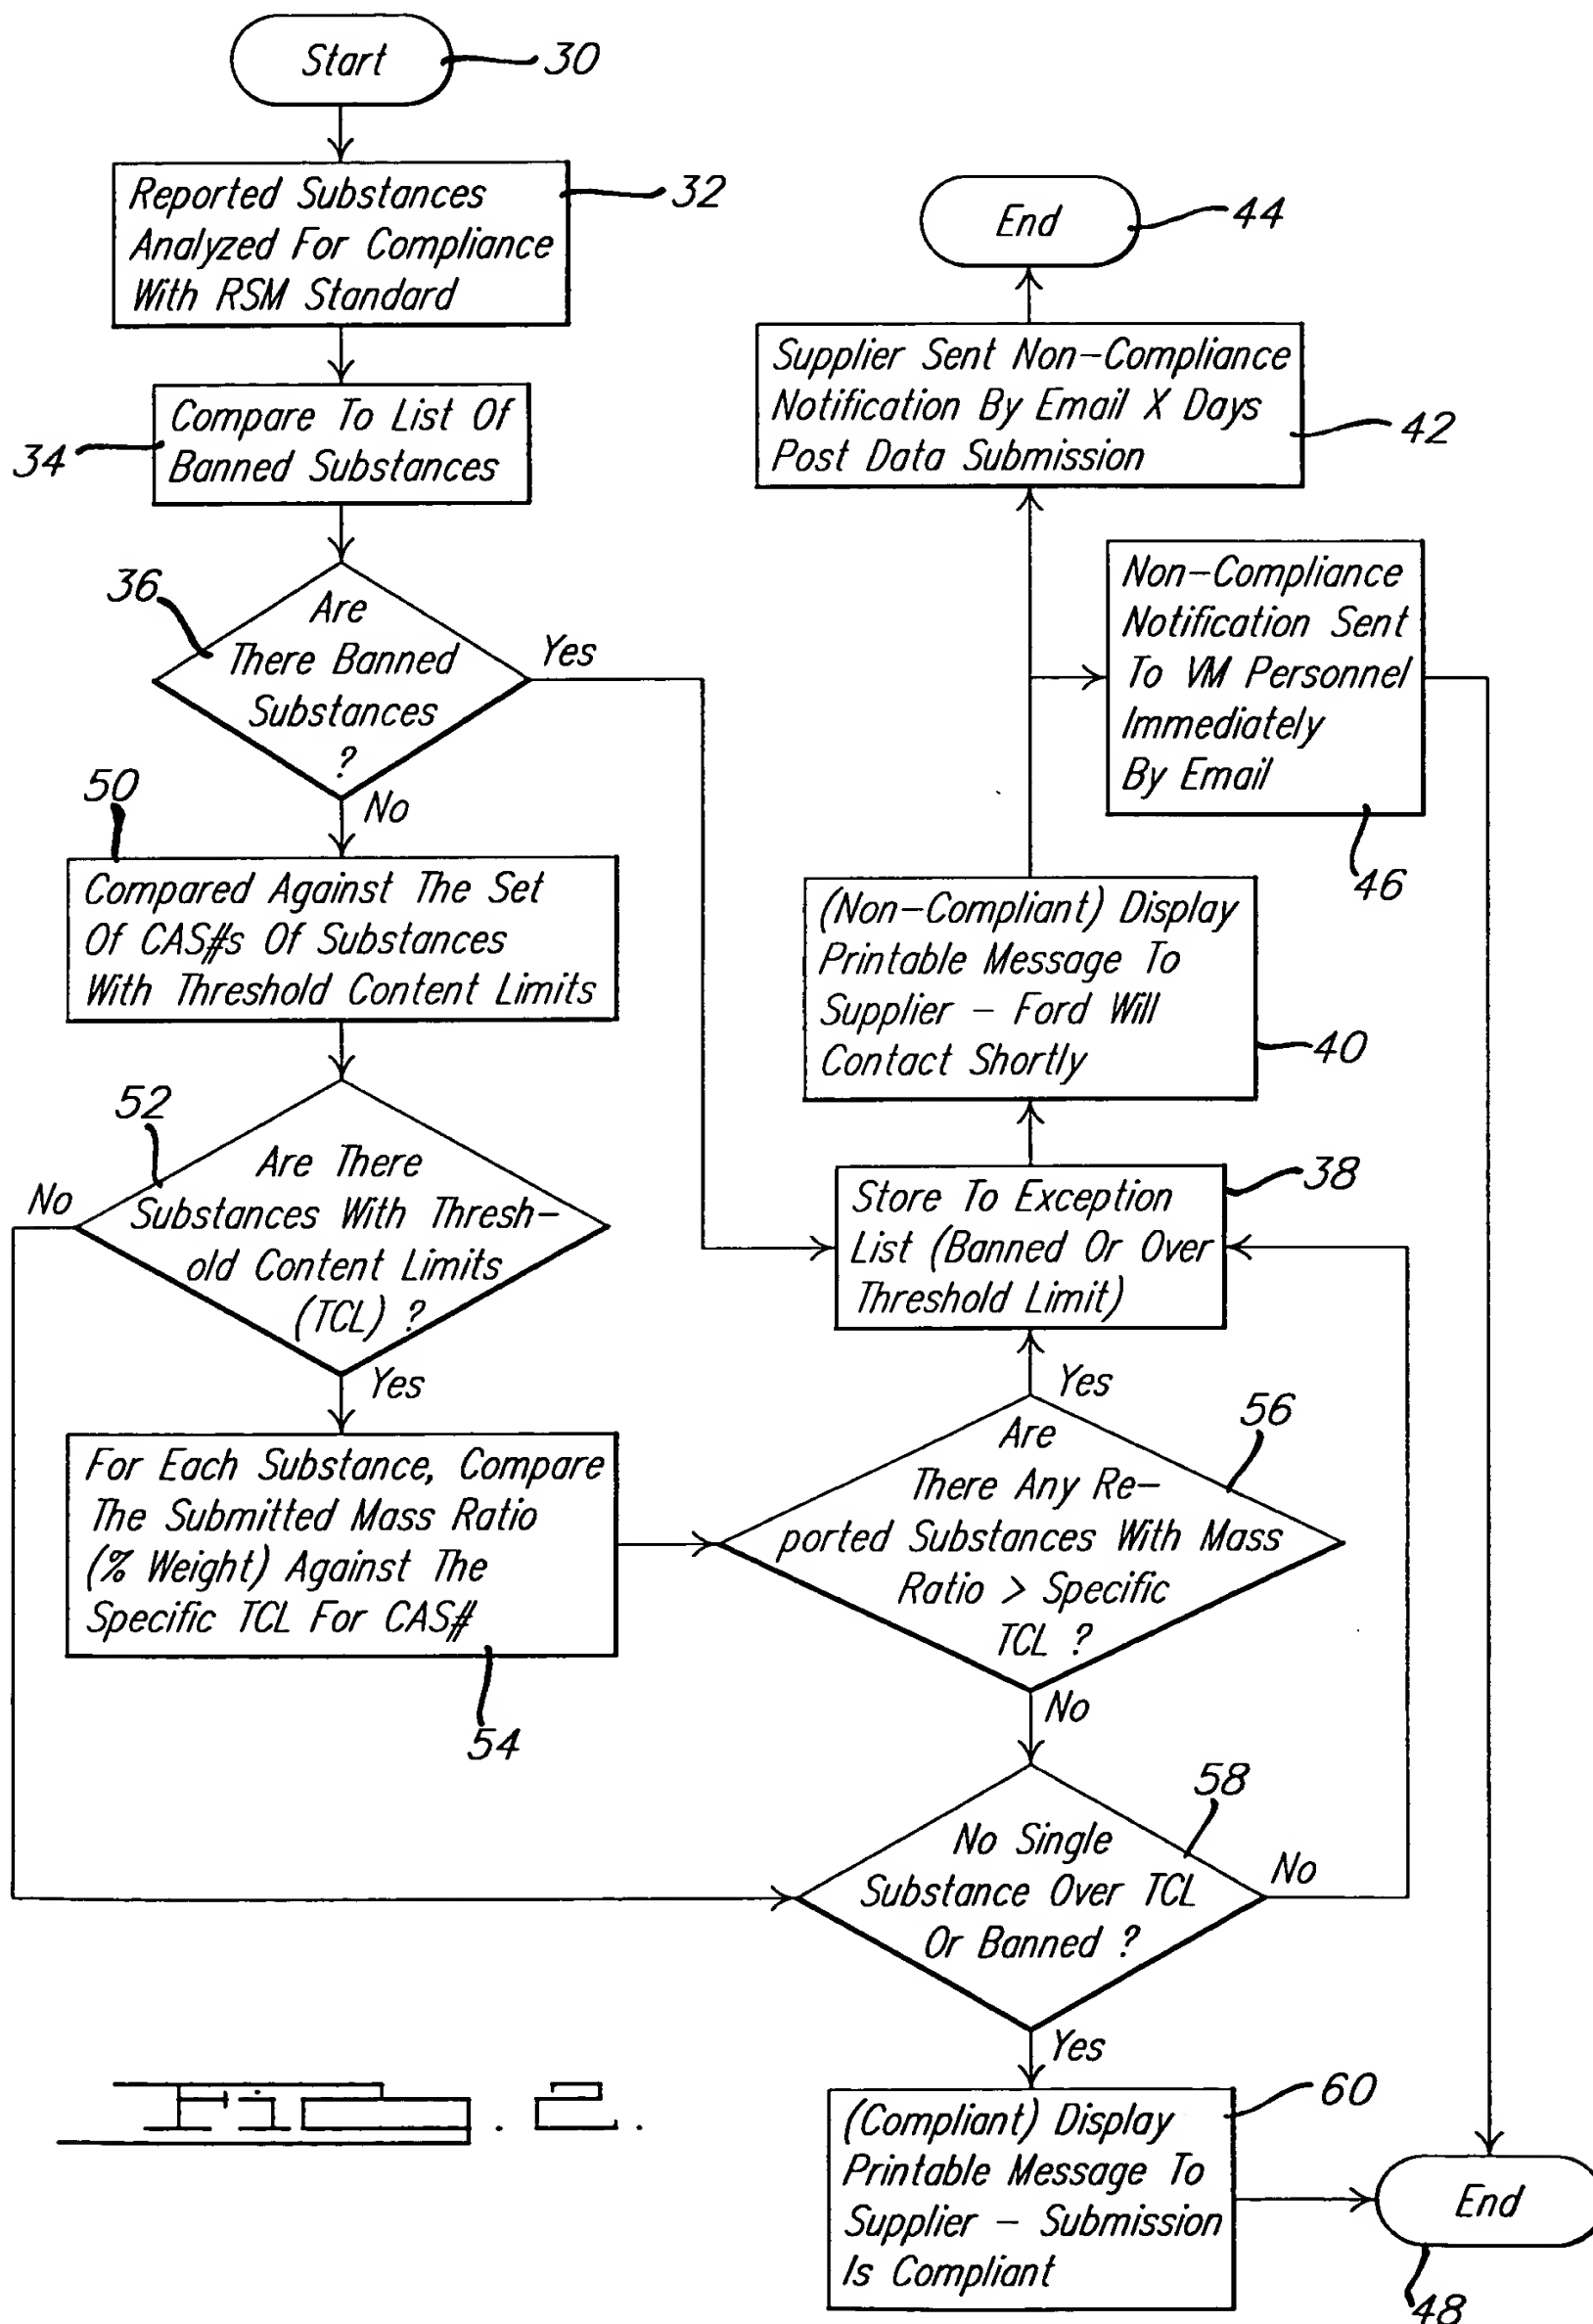 Start
30
Reported Substances
Analyzed For Compliance
With RSM Standard
32
34
Compare To List Of
Banned Substances
36
Are
There Banned
Substances
?
Yes
No
50
Compared Against The Set
Of CAS#s Of Substances
With Threshold Content Limits
52
Are There
Substances With Thresh-
old Content Limits
(TCL) ?
No
Yes
For Each Substance, Compare
The Submitted Mass Ratio
(% Weight) Against The
Specific TCL For CAS#
54
End
44
Supplier Sent Non-Compliance
Notification By Email X Days
Post Data Submission
42
Non-Compliance
Notification Sent
To VM Personnel
Immediately
By Email
46
(Non-Compliant) Display
Printable Message To
Supplier - Ford Will
Contact Shortly
40
38
Store To Exception
List (Banned Or Over
Threshold Limit)
Yes
56
Are
There Any Re-
ported Substances With Mass
Ratio > Specific
TCL ?
No
58
No Single
Substance Over TCL
Or Banned ?
No
Yes
60
(Compliant) Display
Printable Message To
Supplier - Submission
Is Compliant
End
48